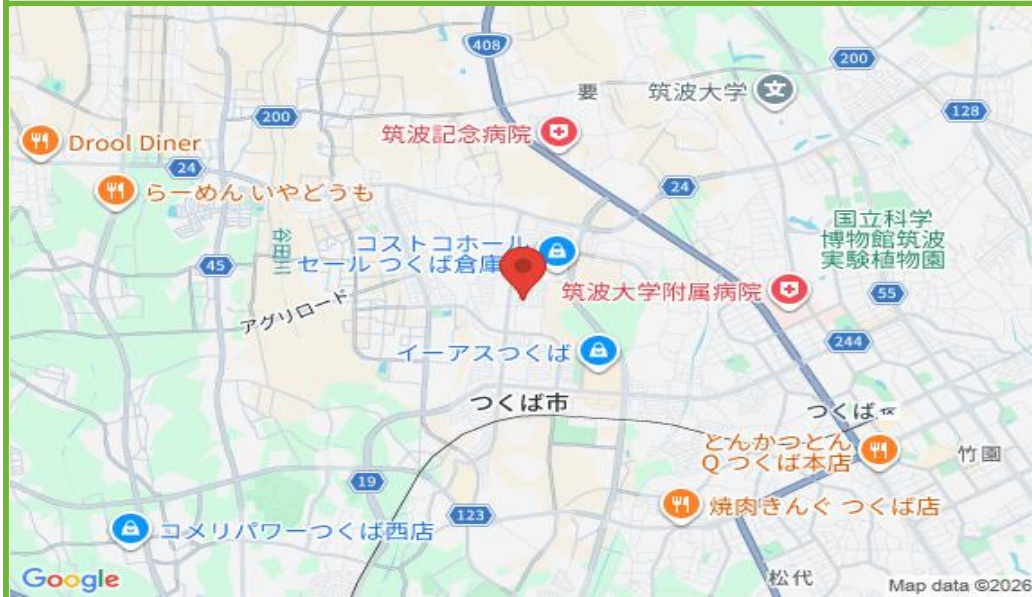 408
200
要
筑波大学
128
200
筑波記念病院
Drool Diner
24
らーめん いやどうも
24
国立科学
博物館筑波
実験植物園
谷田川
コストコホール
セール つくば倉庫
45
筑波大学附属病院
55
アグリロード
244
イーアスつくば
つくば市
つくば
とんかつとん
Q つくば本店
竹園
19
焼肉きんぐ つくば店
123
コメリパワーつくば西店
松代
Google
Map data ©2026